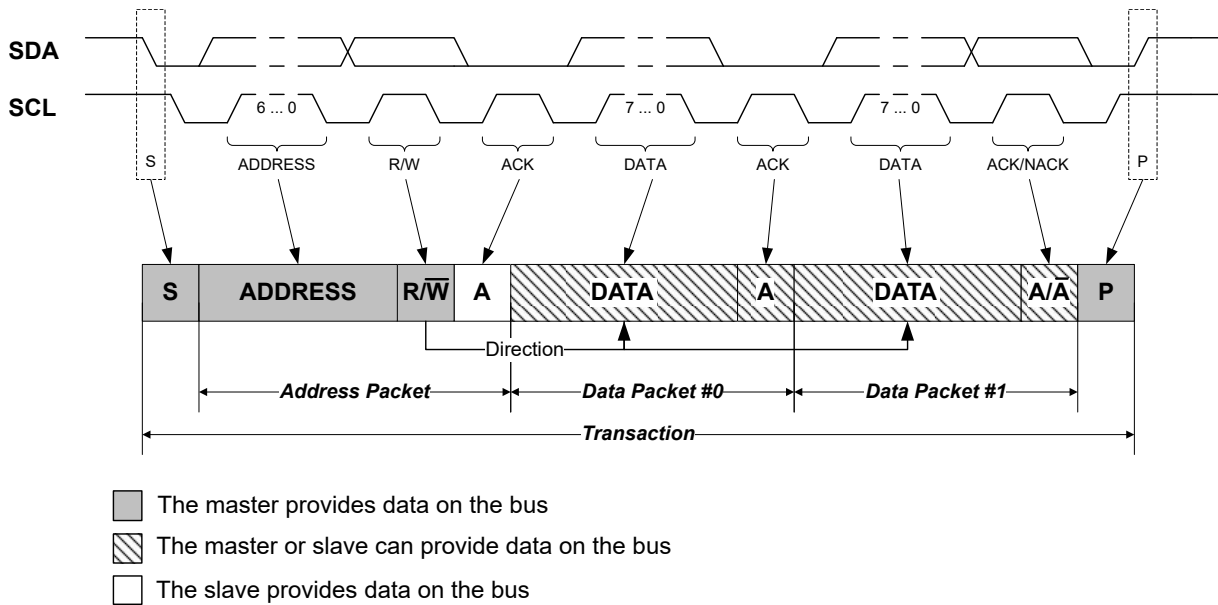 SDA
SCL
6 ... 0
7 ... 0
7 ... 0
S
ADDRESS
R/W
ACK
DATA
ACK
DATA
ACK/NACK
P
S
ADDRESS
R/W̅
A
DATA
A
DATA
A/A̅
P
Direction
Address Packet
Data Packet #0
Data Packet #1
Transaction
The master provides data on the bus
The master or slave can provide data on the bus
The slave provides data on the bus